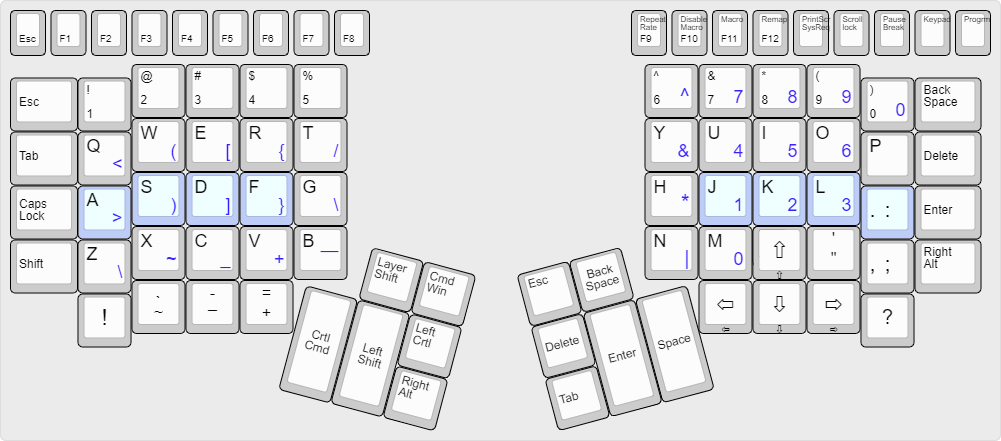 Esc F1 F2 F3 F4 F5 F6 F7 F8
Repeat Rate F9 Disable Macro F10 Macro F11 Remap F12 PrintScr SysReq Scroll lock Pause Break Keypad Progrm
Esc ! 1 @ 2 # 3 $ 4 % 5
^ 6 ^ & 7 7 * 8 8 ( 9 9 ) 0 0 Back Space
Tab Q < W ( E [ R { T /
Y & U 4 I 5 O 6 P Delete
Caps Lock A > S ) D ] F } G \
H * J 1 K 2 L 3 . : Enter
Shift Z \ X ~ C _ V + B —
N | M 0 ⇧ ⇧ ' " , ; Right Alt
! ` ~ - _ = +
⇦ ⇦ ⇩ ⇩ ⇨ ⇨ ?
Layer Shift Cmd Win
Crtl Cmd Left Shift Left Crtl
Right Alt
Esc Back Space
Delete Enter Space
Tab